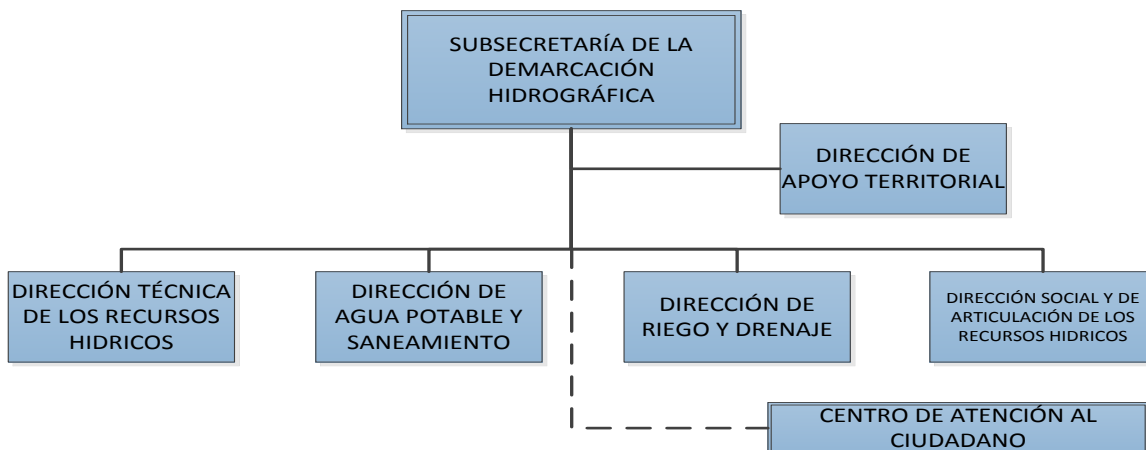 SUBSECRETARÍA DE LA
DEMARCACIÓN
HIDROGRÁFICA
DIRECCIÓN DE
APOYO TERRITORIAL
DIRECCIÓN TÉCNICA
DE LOS RECURSOS
HIDRICOS
DIRECCIÓN DE
AGUA POTABLE Y
SANEAMIENTO
DIRECCIÓN DE
RIEGO Y DRENAJE
DIRECCIÓN SOCIAL Y DE
ARTICULACIÓN DE LOS
RECURSOS HIDRICOS
CENTRO DE ATENCIÓN AL
CIUDADANO